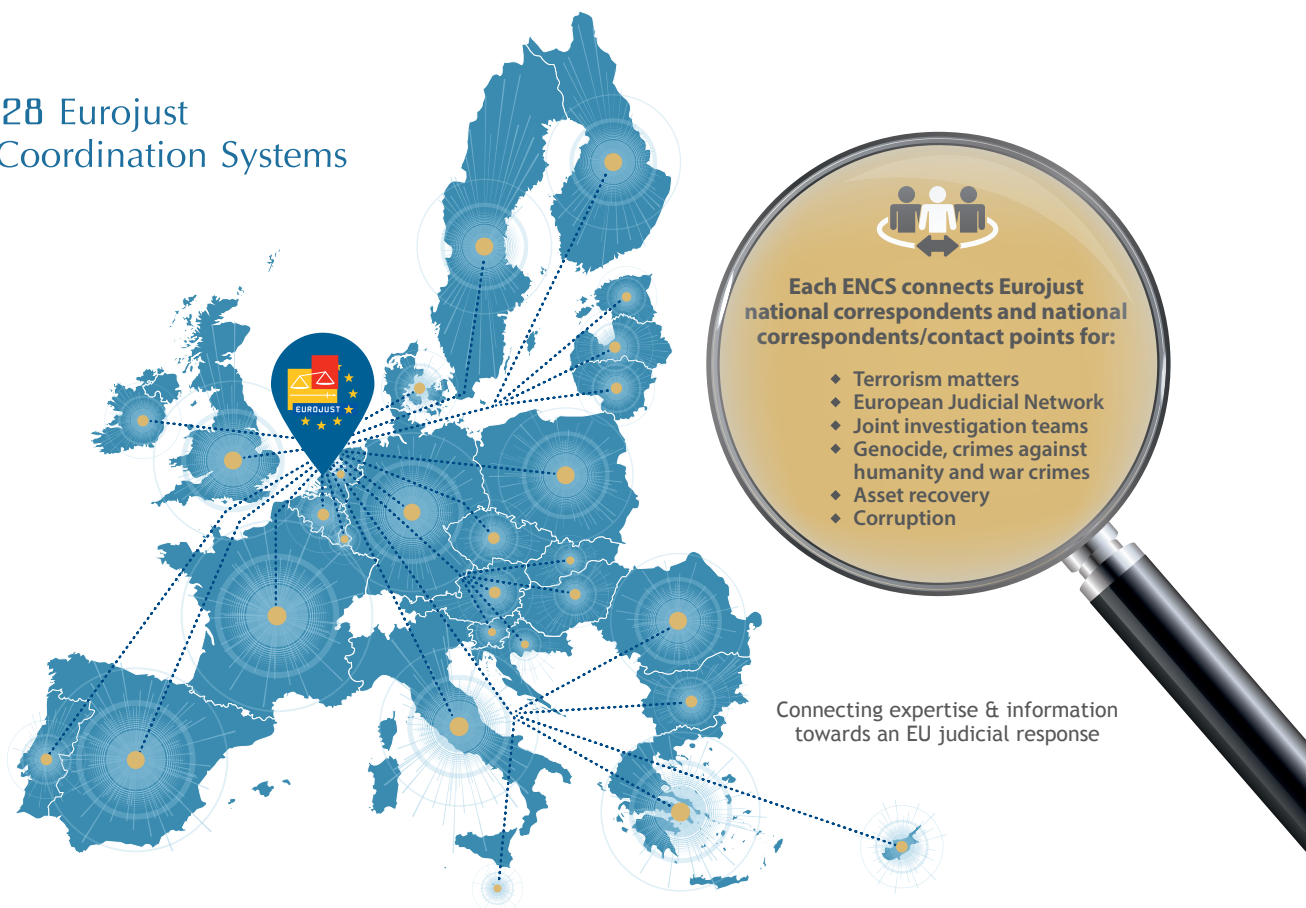 28 Eurojust
Coordination Systems
EUROJUST
Each ENCS connects Eurojust
national correspondents and national
correspondents/contact points for:
◆ Terrorism matters
◆ European Judicial Network
◆ Joint investigation teams
◆ Genocide, crimes against
humanity and war crimes
◆ Asset recovery
◆ Corruption
Connecting expertise & information
towards an EU judicial response